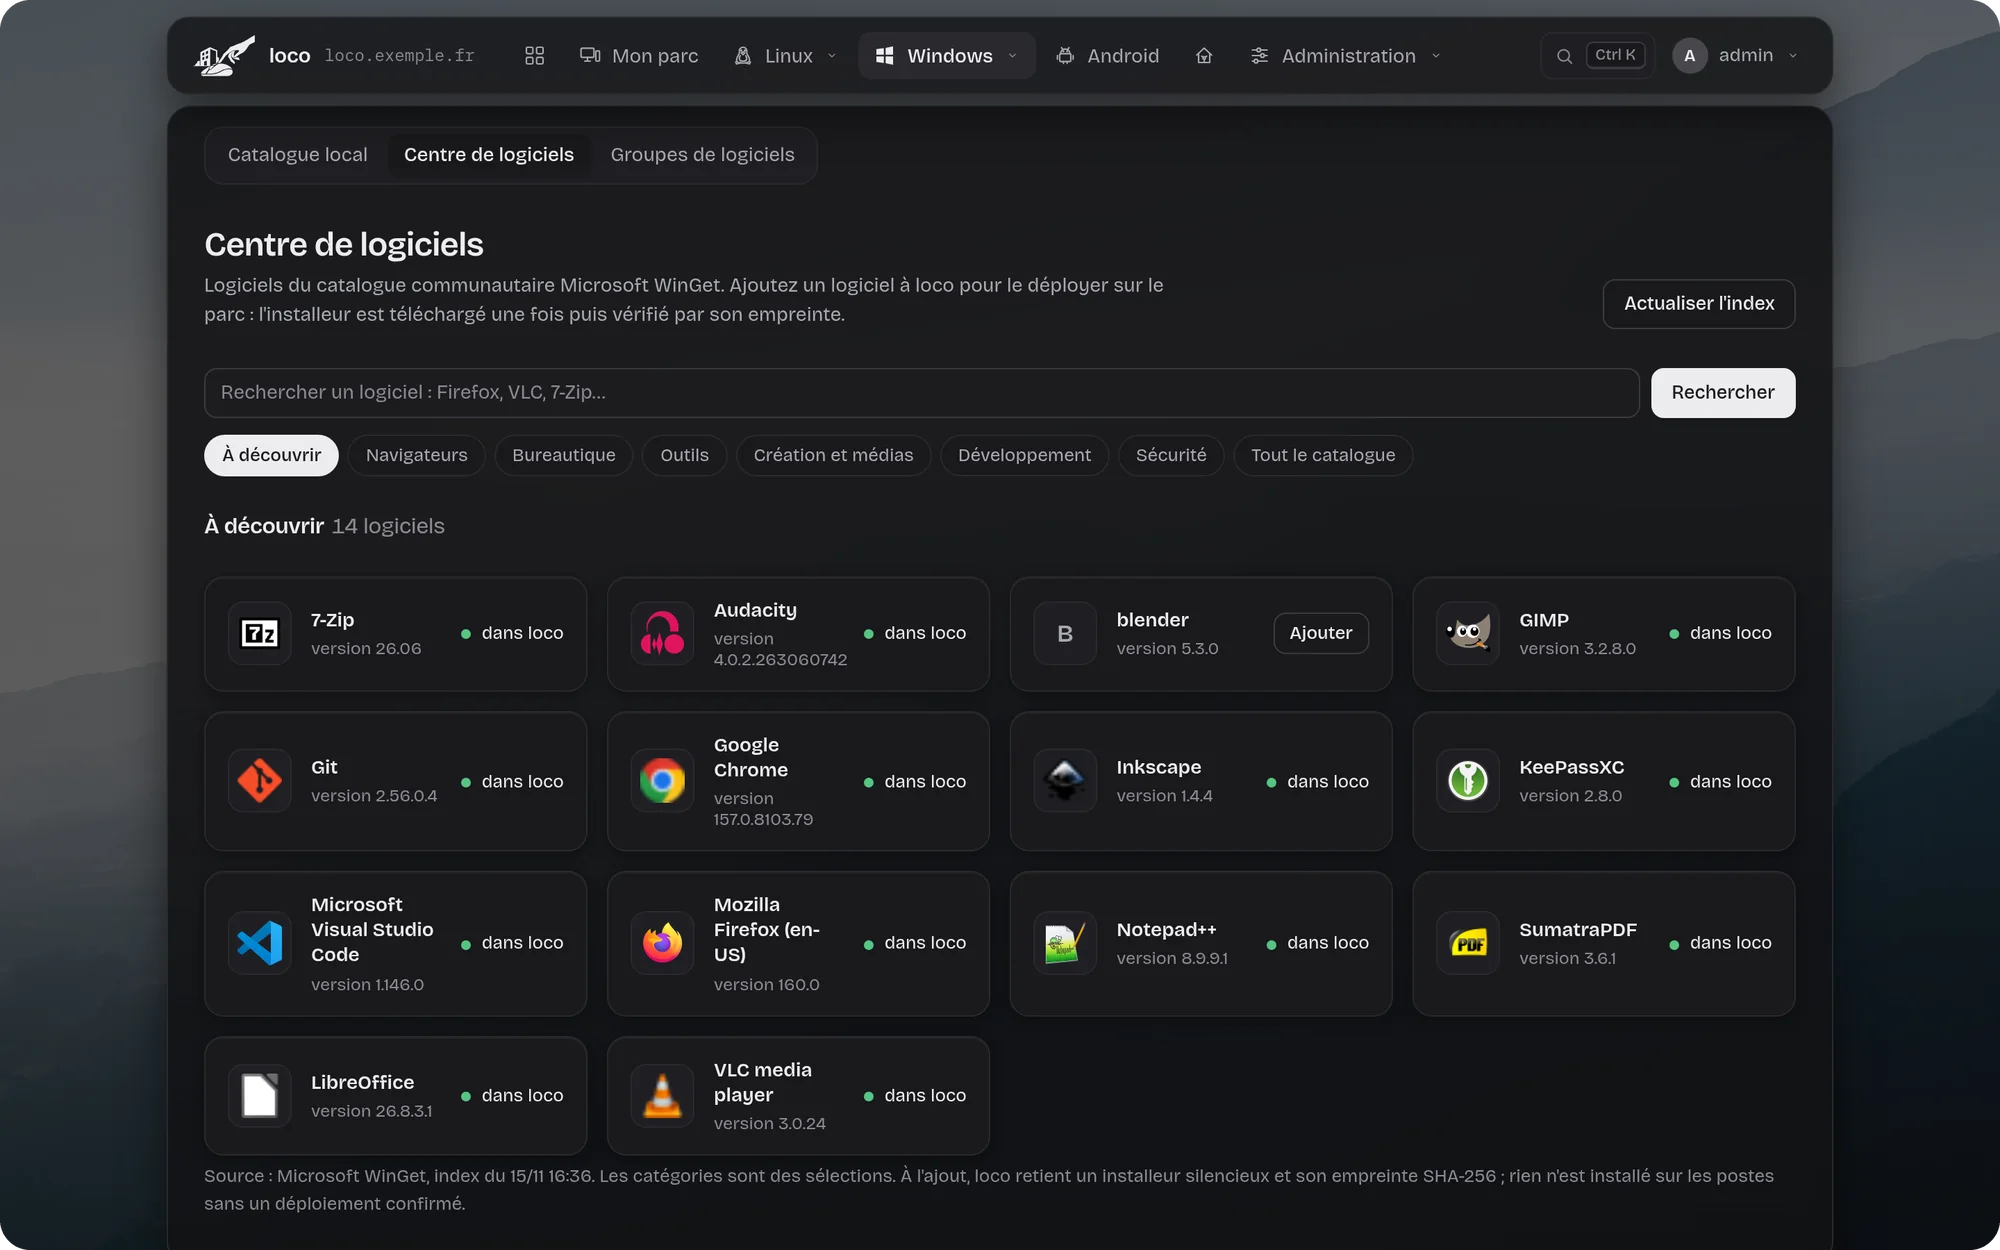 loco loco.exemple.fr Mon parc Linux Windows Android Administration Ctrl K A admin
Catalogue local Centre de logiciels Groupes de logiciels
Centre de logiciels
Logiciels du catalogue communautaire Microsoft WinGet. Ajoutez un logiciel à loco pour le déployer sur le
parc : l'installeur est téléchargé une fois puis vérifié par son empreinte.
Actualiser l'index
Rechercher un logiciel : Firefox, VLC, 7-Zip...
Rechercher
À découvrir Navigateurs Bureautique Outils Création et médias Développement Sécurité Tout le catalogue
À découvrir 14 logiciels
7z
7-Zip
version 26.06
dans loco
Audacity
version
4.0.2.263060742
dans loco
B
blender
version 5.3.0
Ajouter
GIMP
version 3.2.8.0
dans loco
Git
version 2.56.0.4
dans loco
Google
Chrome
version
157.0.8103.79
dans loco
Inkscape
version 1.4.4
dans loco
KeePassXC
version 2.8.0
dans loco
Microsoft
Visual Studio
Code
version 1.146.0
dans loco
Mozilla
Firefox (en-
US)
version 160.0
dans loco
Notepad++
version 8.9.9.1
dans loco
PDF
SumatraPDF
version 3.6.1
dans loco
LibreOffice
version 26.8.3.1
dans loco
VLC media
player
version 3.0.24
dans loco
Source : Microsoft WinGet, index du 15/11 16:36. Les catégories sont des sélections. À l'ajout, loco retient un installeur silencieux et son empreinte SHA-256 ; rien n'est installé sur les postes
sans un déploiement confirmé.